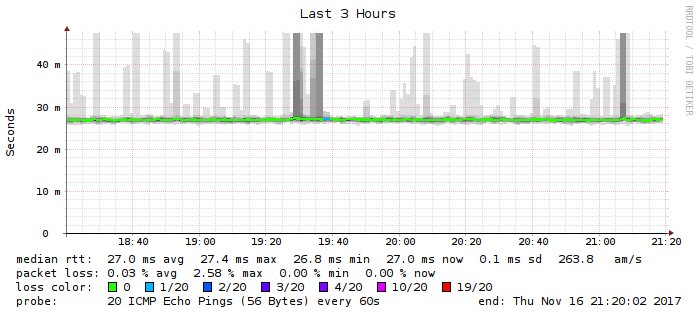 Last 3 Hours
RRDTOOL / TOBI OETIKER
Seconds
40 m
30 m
20 m
10 m
0
18:40 19:00 19:20 19:40 20:00 20:20 20:40 21:00 21:20
median rtt: 27.0 ms avg 27.4 ms max 26.8 ms min 27.0 ms now 0.1 ms sd 263.8 am/s
packet loss: 0.03 % avg 2.58 % max 0.00 % min 0.00 % now
loss color: 0 1/20 2/20 3/20 4/20 10/20 19/20
probe: 20 ICMP Echo Pings (56 Bytes) every 60s end: Thu Nov 16 21:20:02 2017